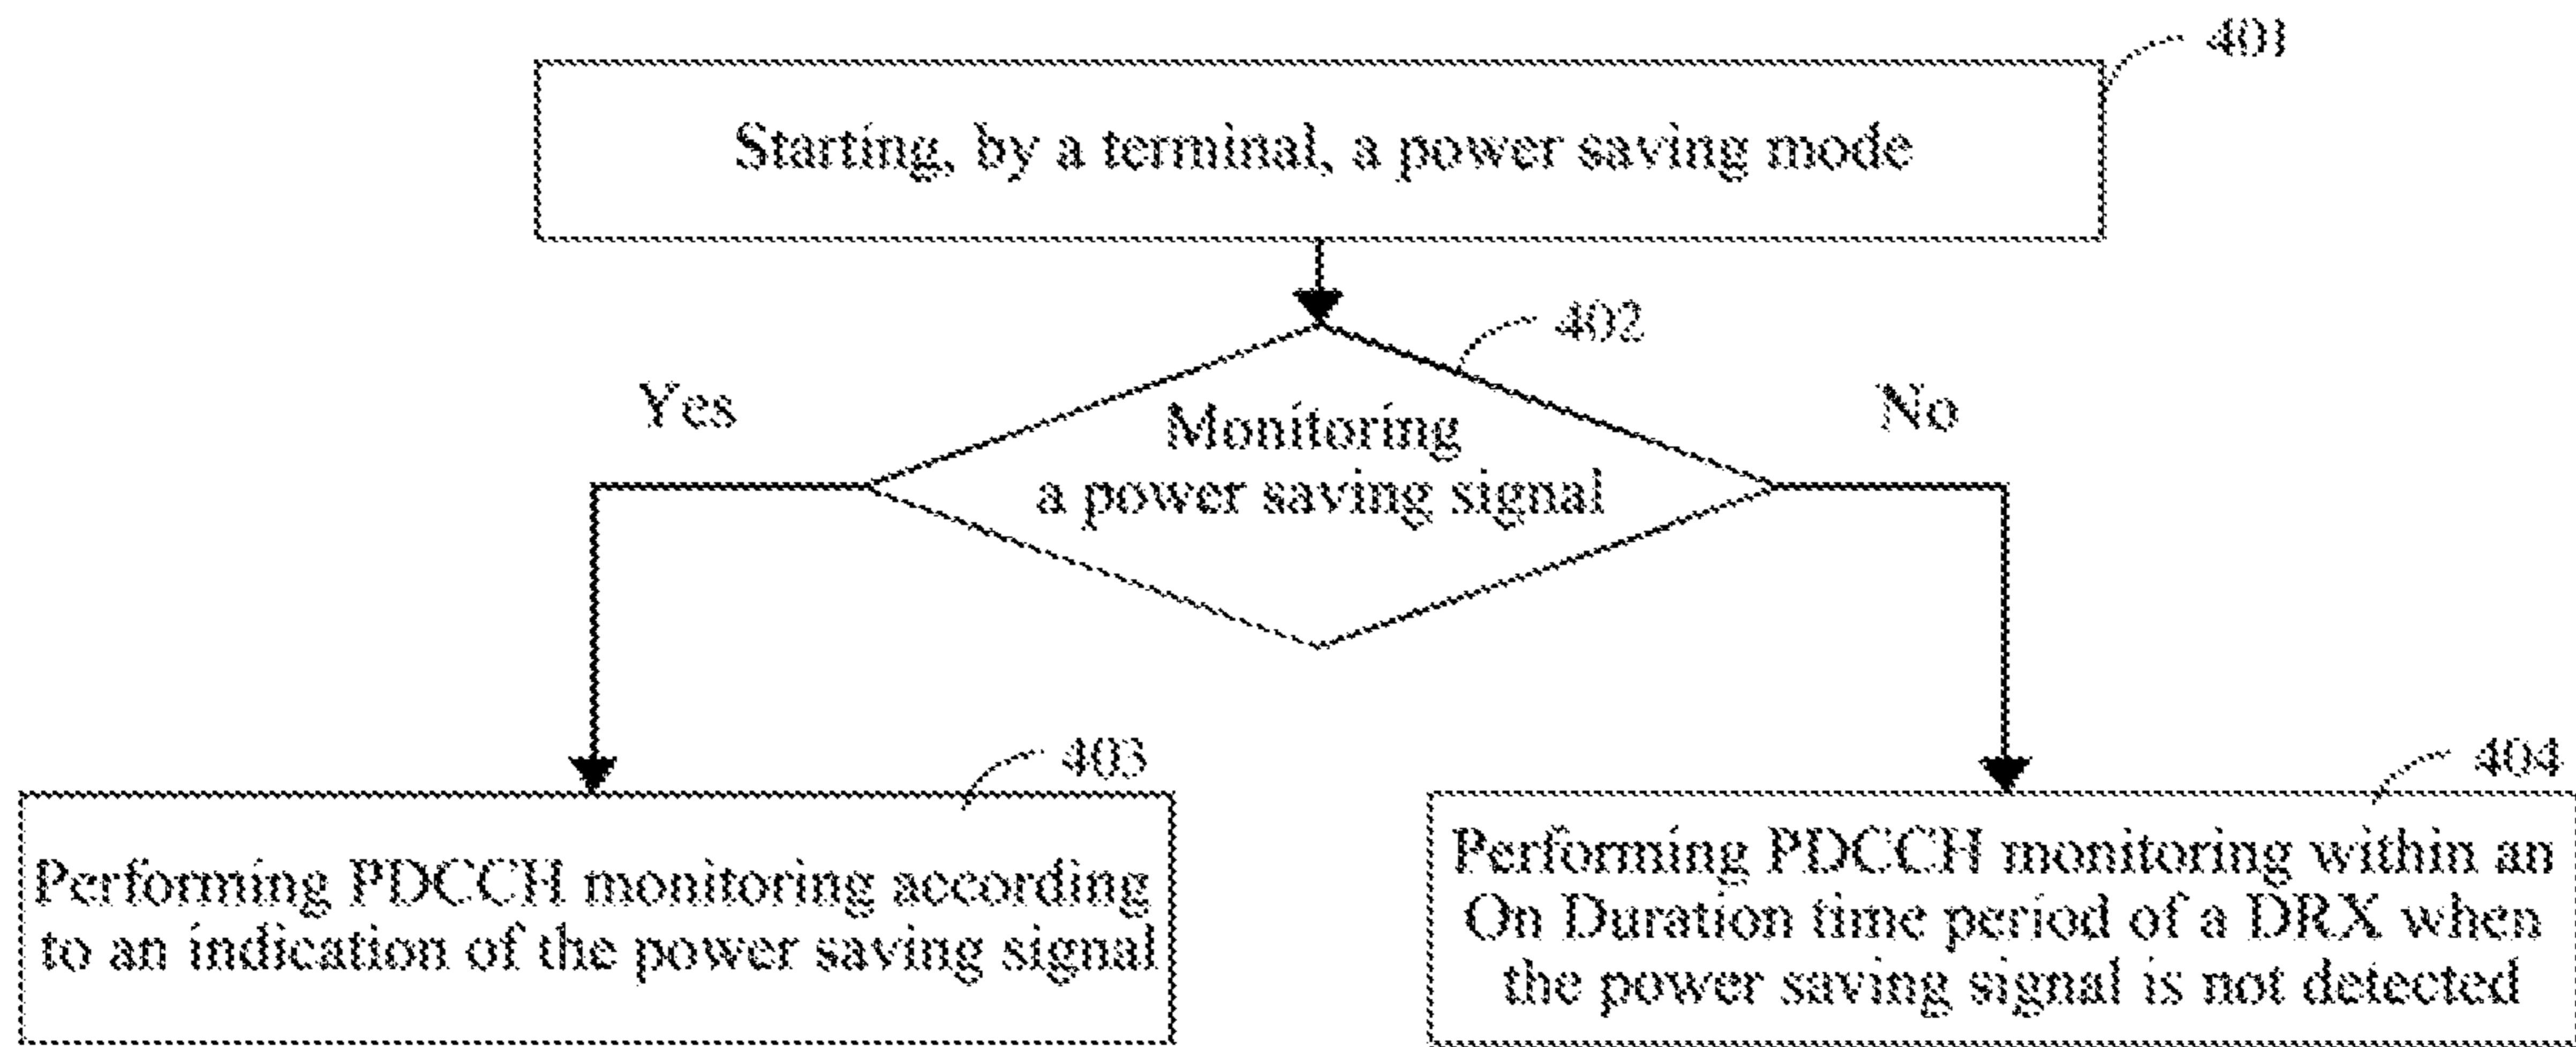 401
Starting, by a terminal, a power saving mode
402
Yes
No
Monitoring
a power saving signal
403
404
Performing PDCCH monitoring according
to an indication of the power saving signal
Performing PDCCH monitoring within an
On Duration time period of a DRX when
the power saving signal is not detected